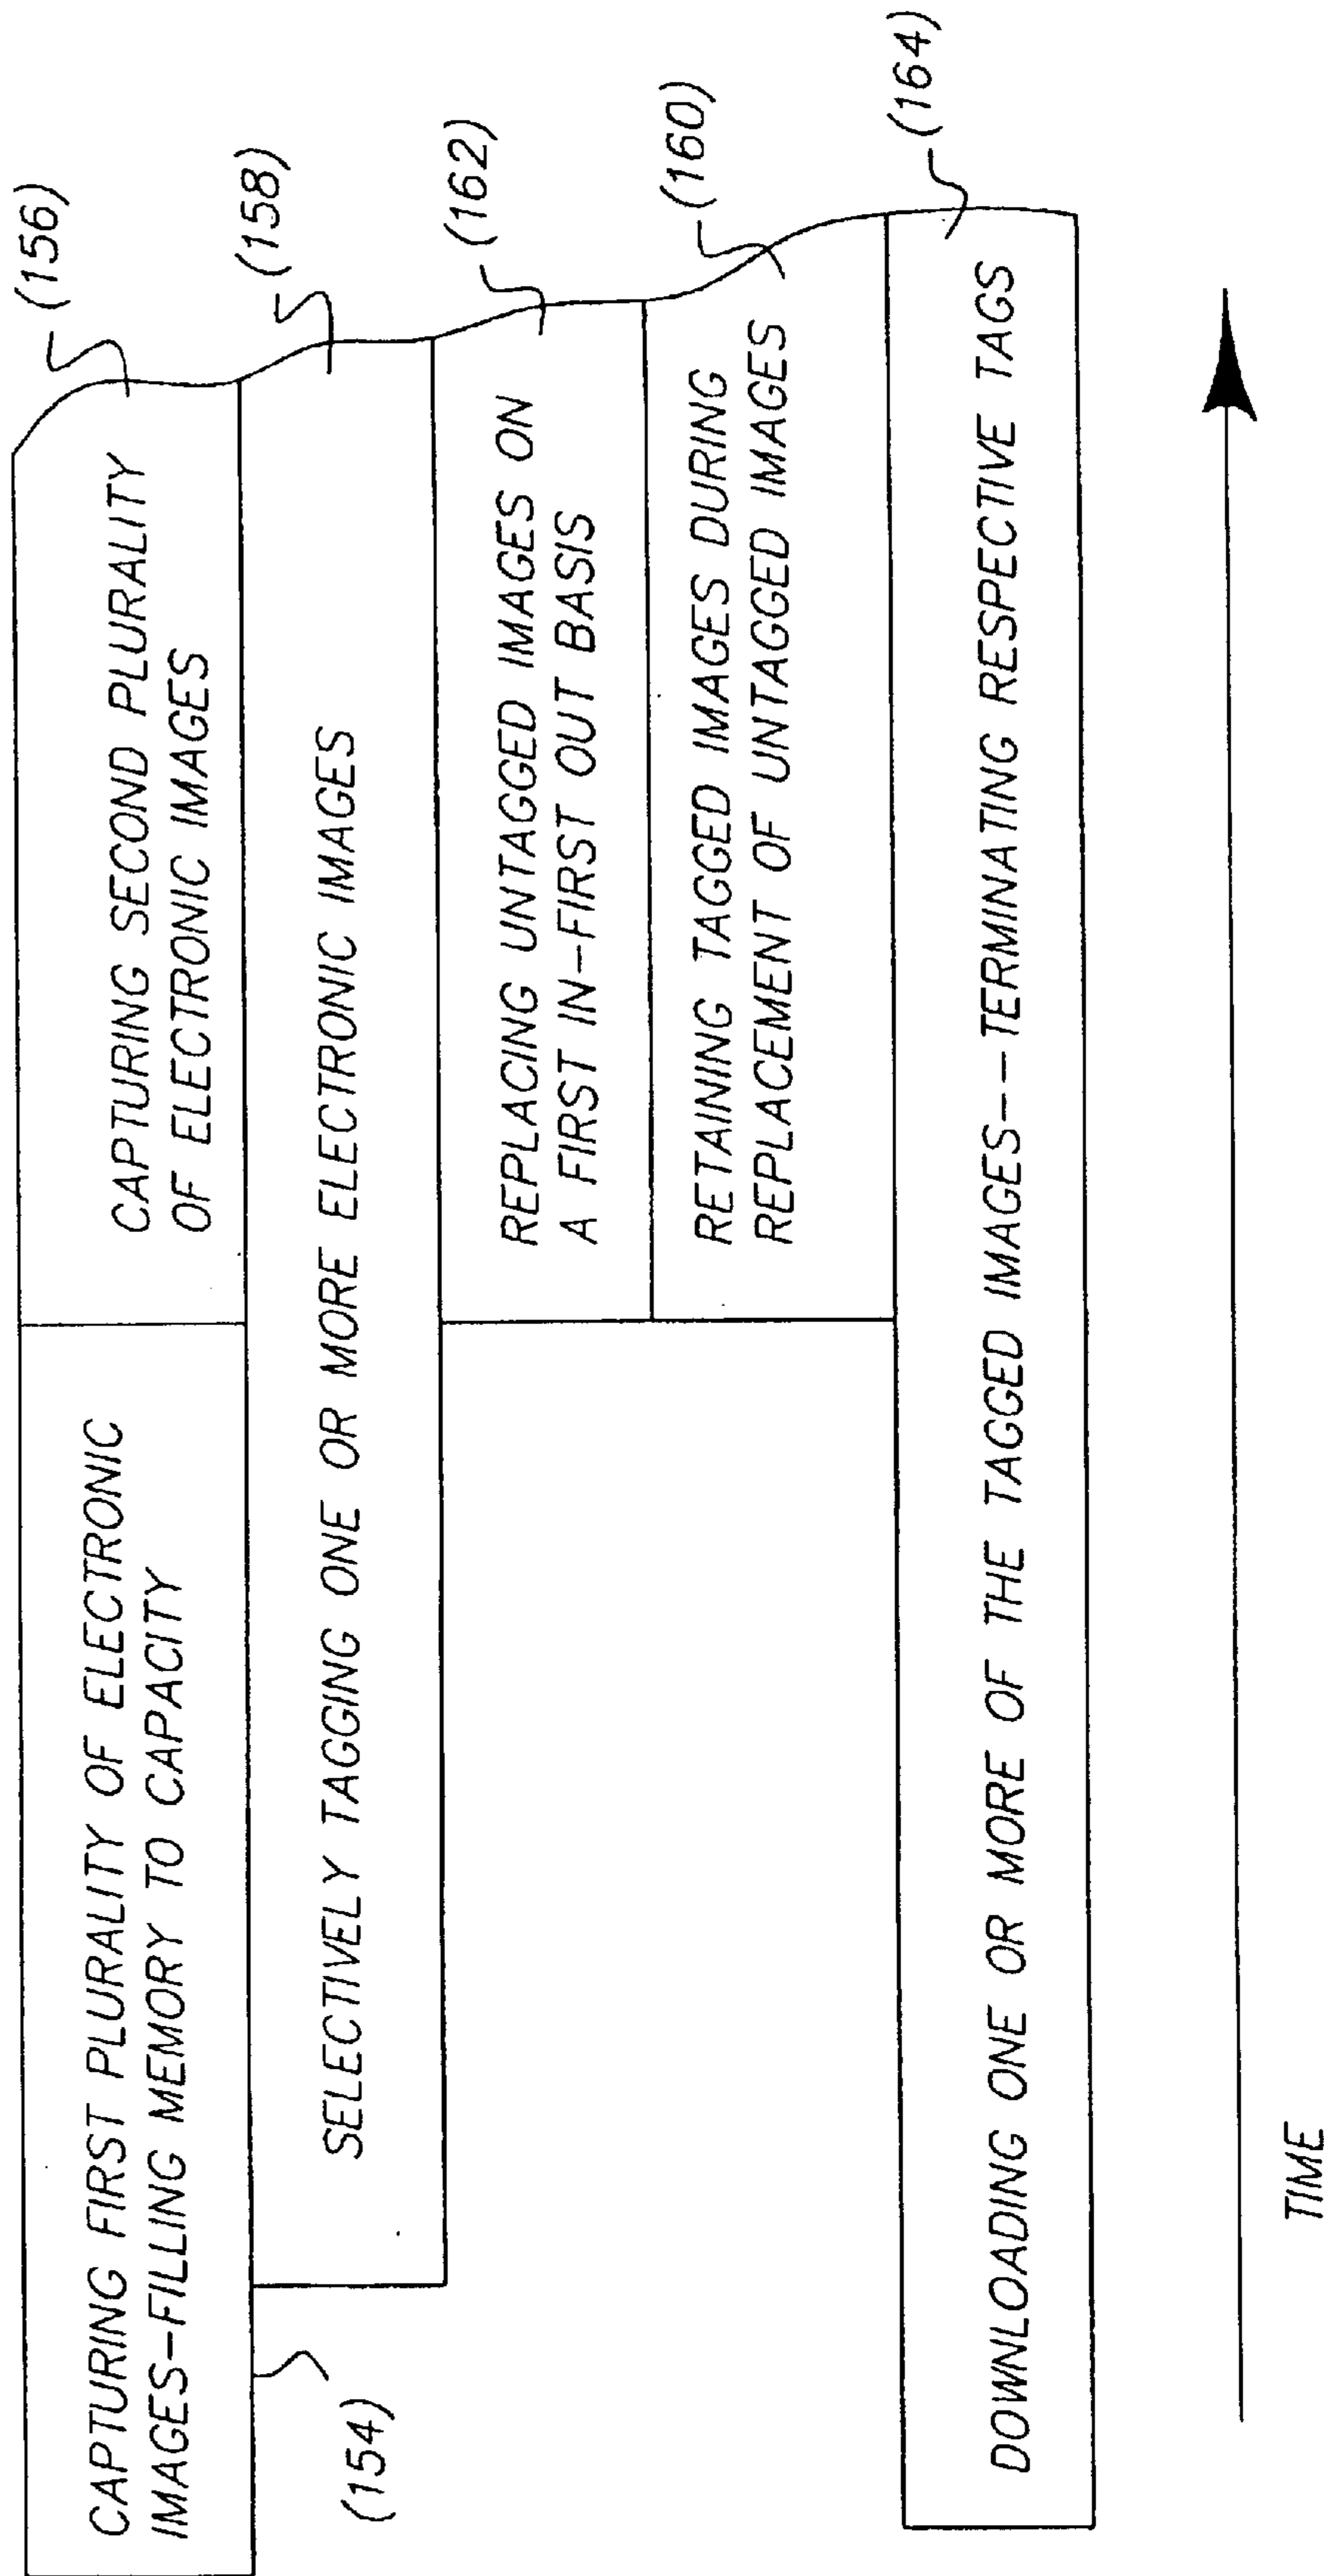 CAPTURING FIRST PLURALITY OF ELECTRONIC
IMAGES-FILLING MEMORY TO CAPACITY
(154)
CAPTURING SECOND PLURALITY
OF ELECTRONIC IMAGES
(156)
SELECTIVELY TAGGING ONE OR MORE ELECTRONIC IMAGES
(158)
REPLACING UNTAGGED IMAGES ON
A FIRST IN-FIRST OUT BASIS
(162)
RETAINING TAGGED IMAGES DURING
REPLACEMENT OF UNTAGGED IMAGES
(160)
DOWNLOADING ONE OR MORE OF THE TAGGED IMAGES--TERMINATING RESPECTIVE TAGS
(164)
TIME